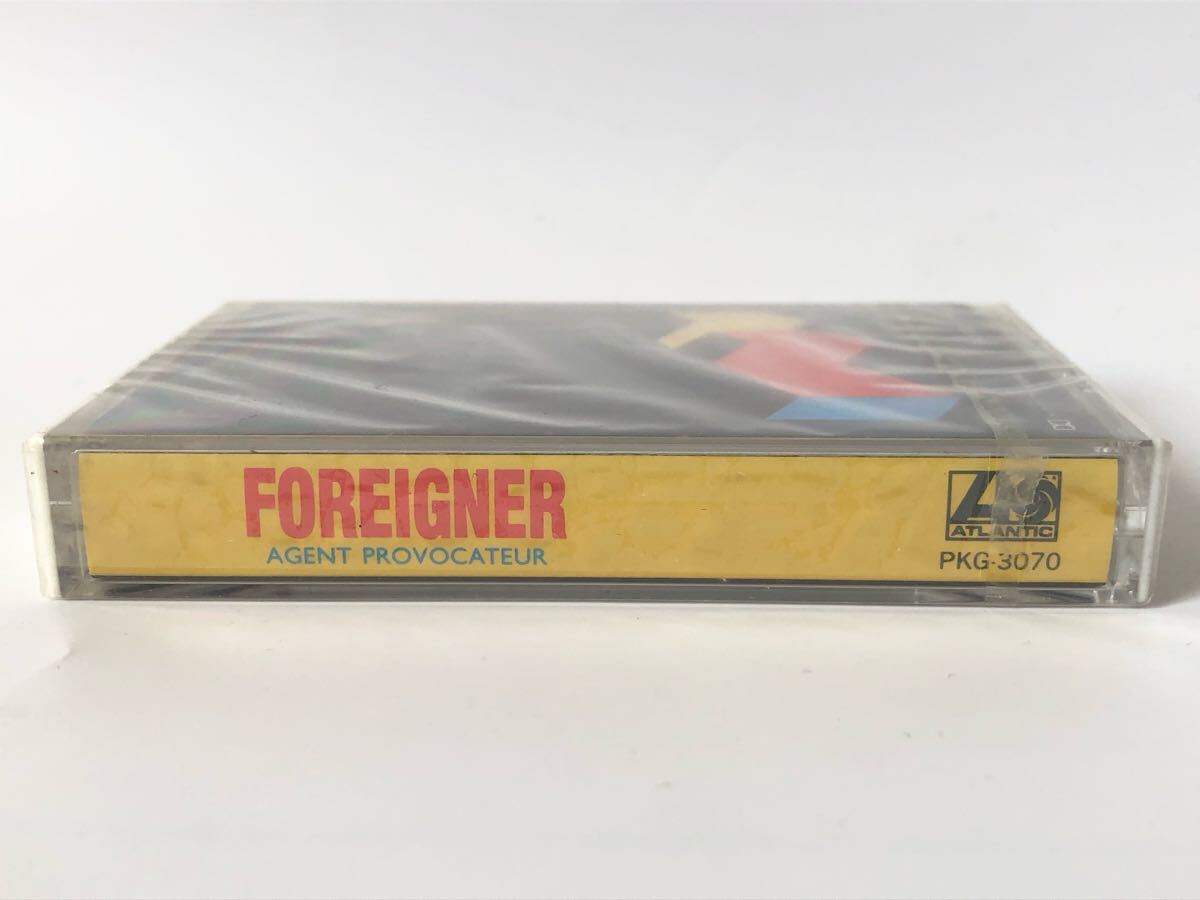 FOREIGNER
AGENT PROVOCATEUR
ATLANTIC
PKG-3070